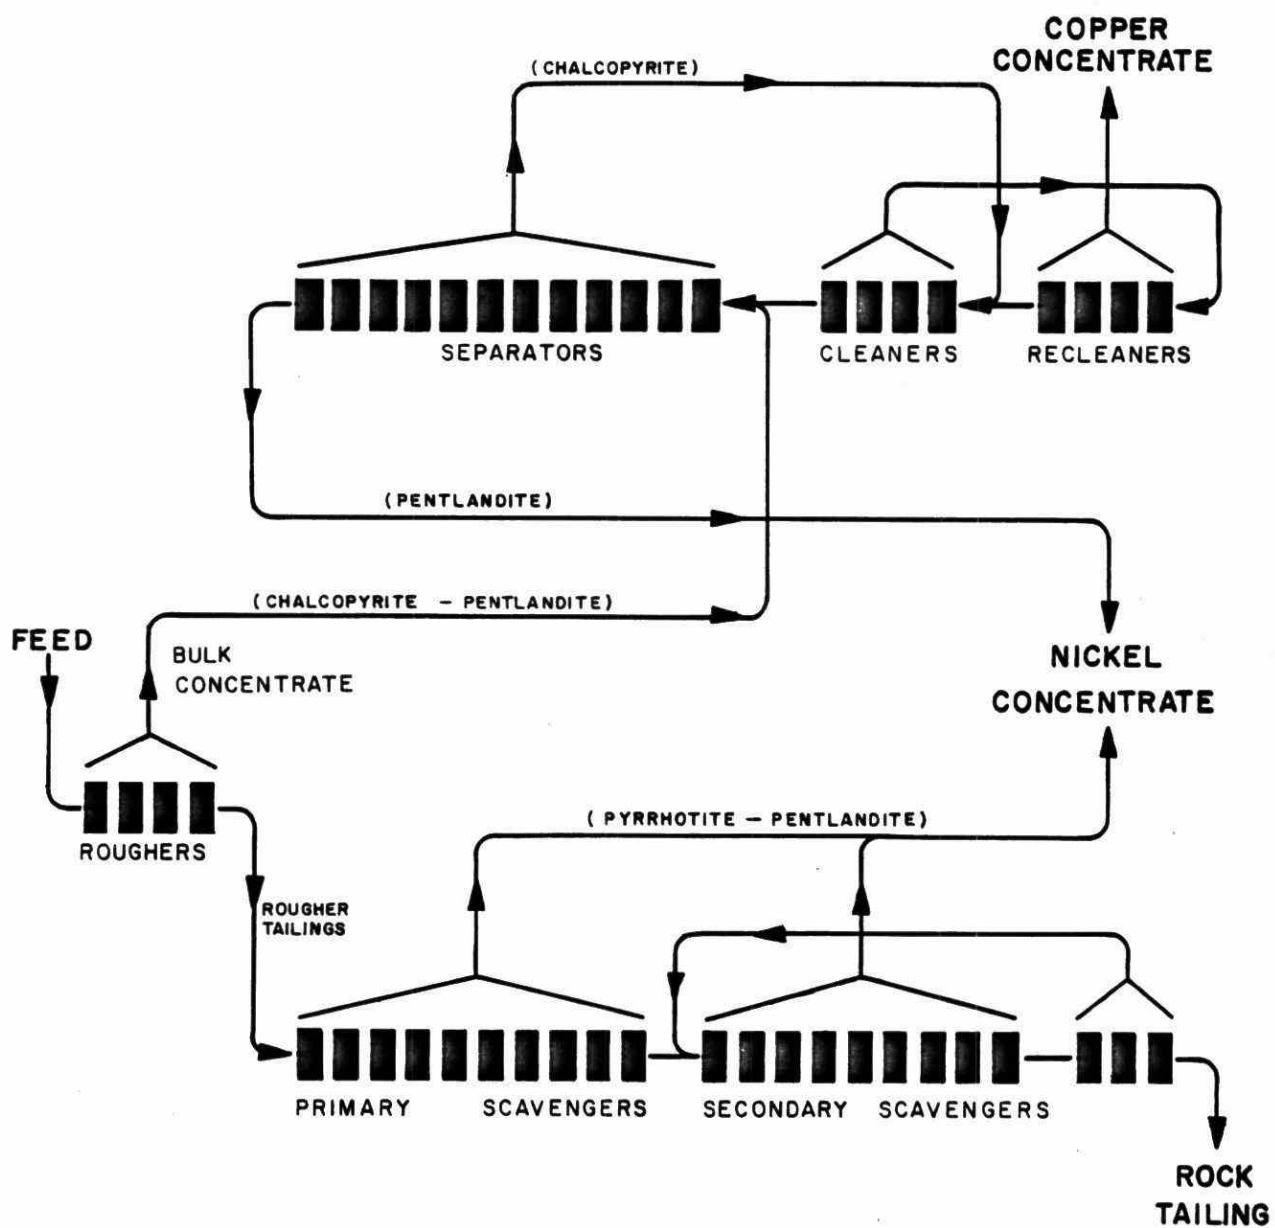 COPPER
CONCENTRATE
(CHALCOPYRITE)
SEPARATORS
CLEANERS
RECLEANERS
(PENTLANDITE)
(CHALCOPYRITE - PENTLANDITE)
FEED
BULK
CONCENTRATE
NICKEL
CONCENTRATE
ROUGHERS
(PYRRHOTITE - PENTLANDITE)
ROUGHER
TAILINGS
PRIMARY SCAVENGERS
SECONDARY SCAVENGERS
ROCK
TAILING